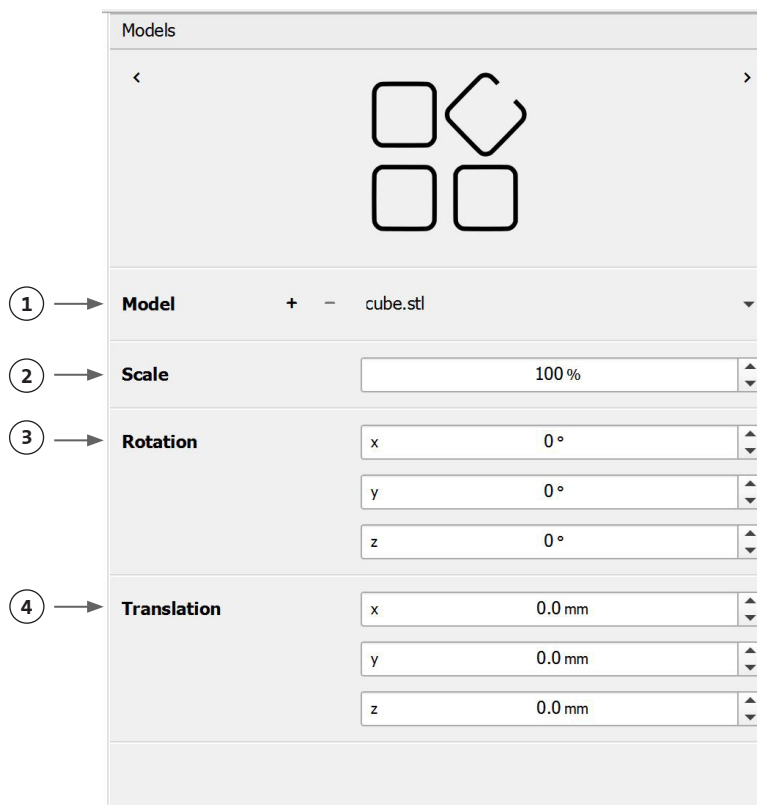 Models
< >
1 Model + − cube.stl
2 Scale 100 %
3 Rotation x 0 °
y 0 °
z 0 °
4 Translation x 0.0 mm
y 0.0 mm
z 0.0 mm